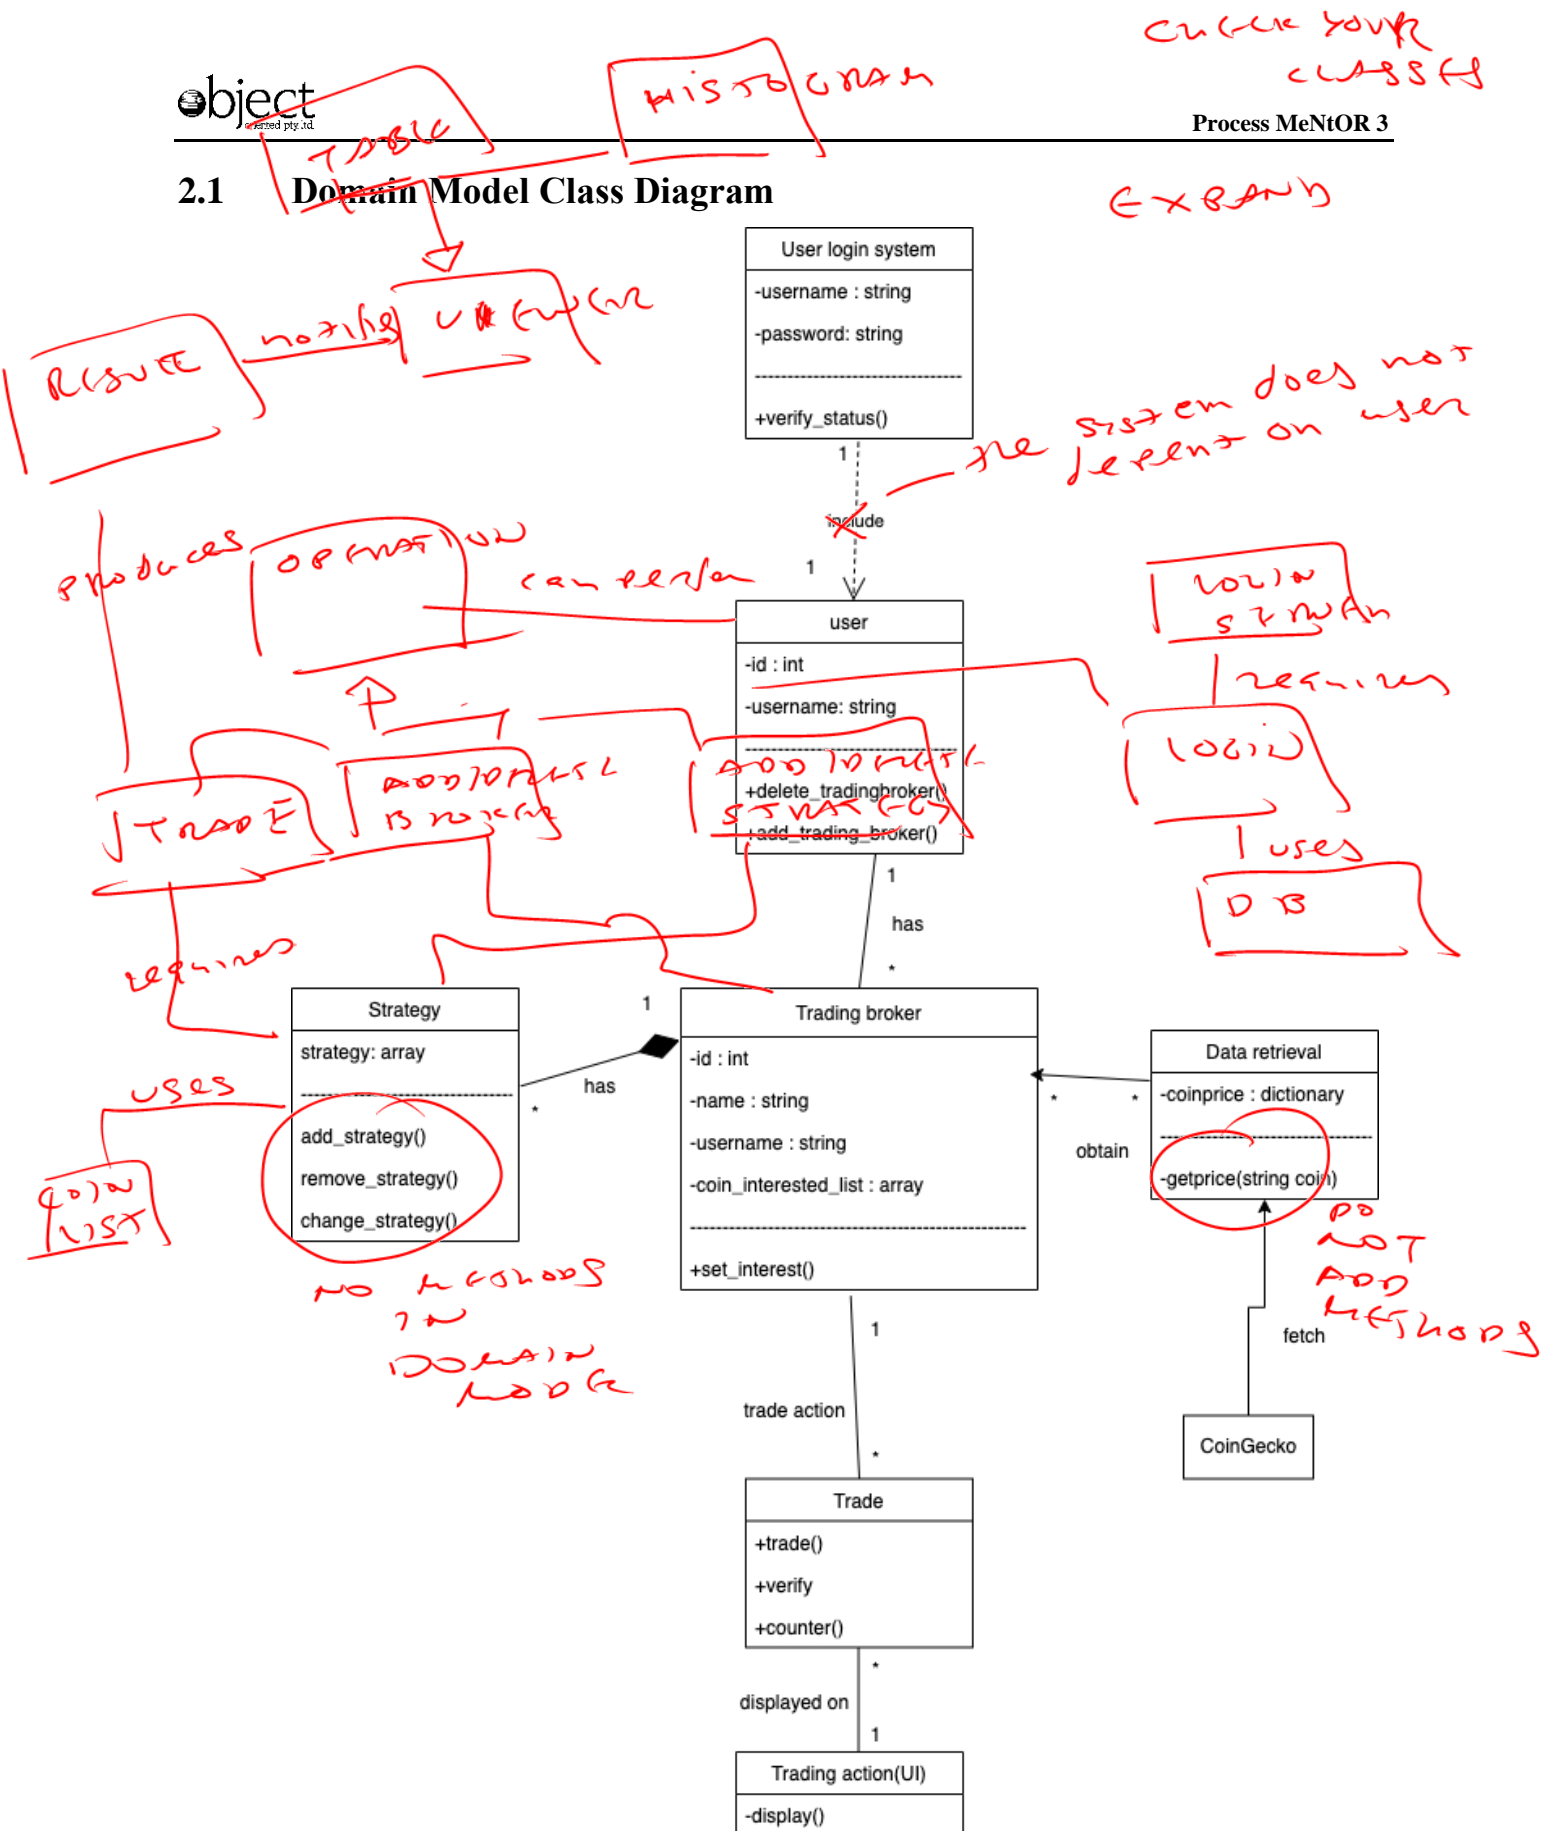 CHECK YOUR
CLASSES
object
oriented pty.ltd.
Process MeNtOR 3
TABLE
HISTOGRAM
2.1 Domain Model Class Diagram
EXPAND
User login system
-username : string
-password: string
+verify_status()
RESULT
notifies
VIEWER
1
the system does not
depent on user
include
1
produces
OPERATION
can perform
user
-id : int
-username: string
+delete_tradingbroker()
+add_trading_broker()
LOGIN
requires
LOGIN
uses
DB
TRADE
ADD/DELETE
BROKER
ADD/DELETE
STRATEGY
1
has
*
requires
Strategy
strategy: array
add_strategy()
remove_strategy()
change_strategy()
1
has
*
uses
COIN
LIST
NO METHODS
IN
DOMAIN
MODEL
Trading broker
-id : int
-name : string
-username : string
-coin_interested_list : array
+set_interest()
* *
obtain
Data retrieval
-coinprice : dictionary
-getprice(string coin)
DO
NOT
ADD
METHODS
fetch
CoinGecko
1
trade action
*
Trade
+trade()
+verify
+counter()
*
displayed on
1
Trading action(UI)
-display()